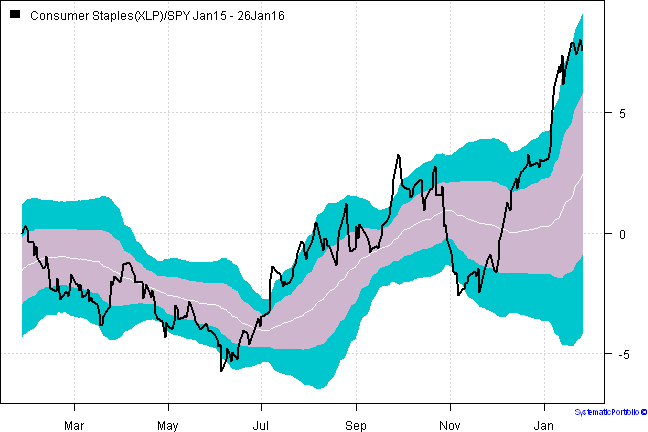 Consumer Staples(XLP)/SPY Jan15 - 26Jan16
5
0
-5
Mar May Jul Sep Nov Jan
SystematicPortfolio ©